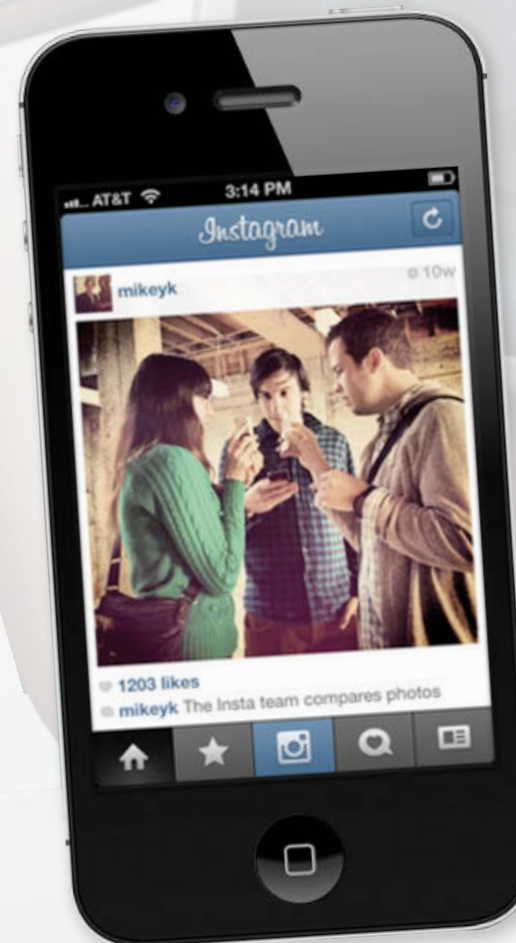 AT&T 3:14 PM
Instagram
mikeyk 10w
1203 likes
mikeyk The Insta team compares photos